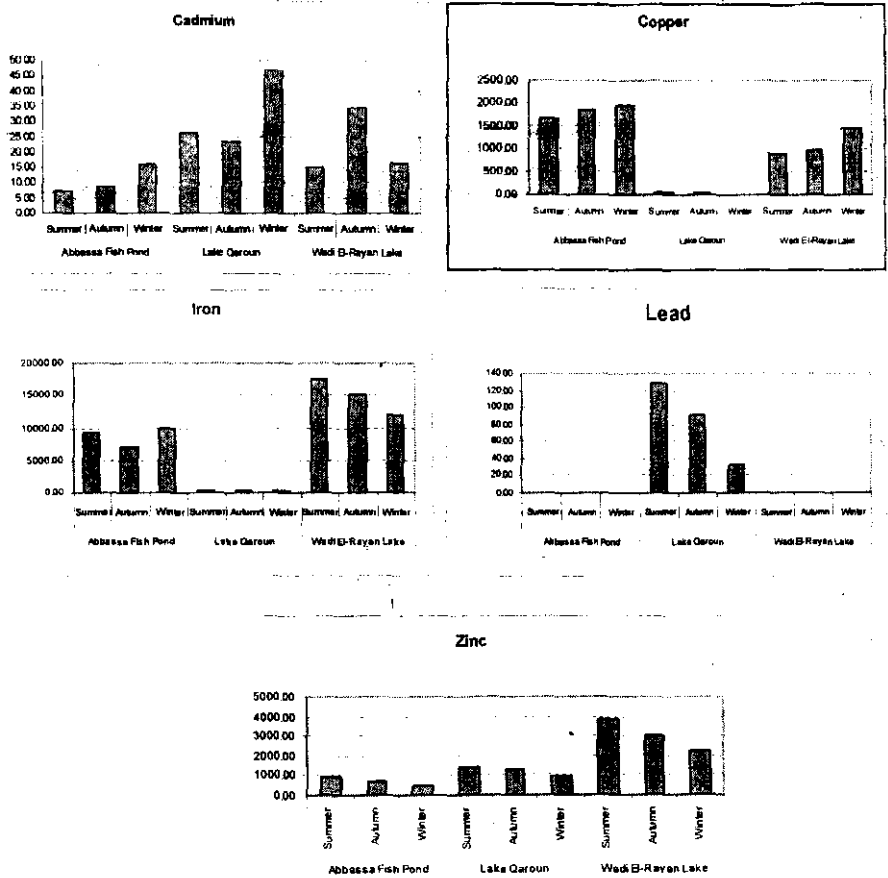 Cadmium
50.00
45.00
40.00
35.00
30.00
25.00
20.00
15.00
10.00
5.00
0.00
Summer Autumn Winter Summer Autumn Winter Summer Autumn Winter
Abbassa Fish Pond Lake Qaroun Wadi El-Rayan Lake
Copper
2500.00
2000.00
1500.00
1000.00
500.00
0.00
Summer Autumn Winter Summer Autumn Winter Summer Autumn Winter
Abbassa Fish Pond Lake Qaroun Wadi El-Rayan Lake
Iron
20000.00
15000.00
10000.00
5000.00
0.00
Summer Autumn Winter Summer Autumn Winter Summer Autumn Winter
Abbassa Fish Pond Lake Qaroun Wadi El-Rayan Lake
Lead
140.00
120.00
100.00
80.00
60.00
40.00
20.00
0.00
Summer Autumn Winter Summer Autumn Winter Summer Autumn Winter
Abbassa Fish Pond Lake Qaroun Wadi El-Rayan Lake
Zinc
5000.00
4000.00
3000.00
2000.00
1000.00
0.00
Summer Autumn Winter Summer Autumn Winter Summer Autumn Winter
Abbassa Fish Pond Lake Qaroun Wadi El-Rayan Lake